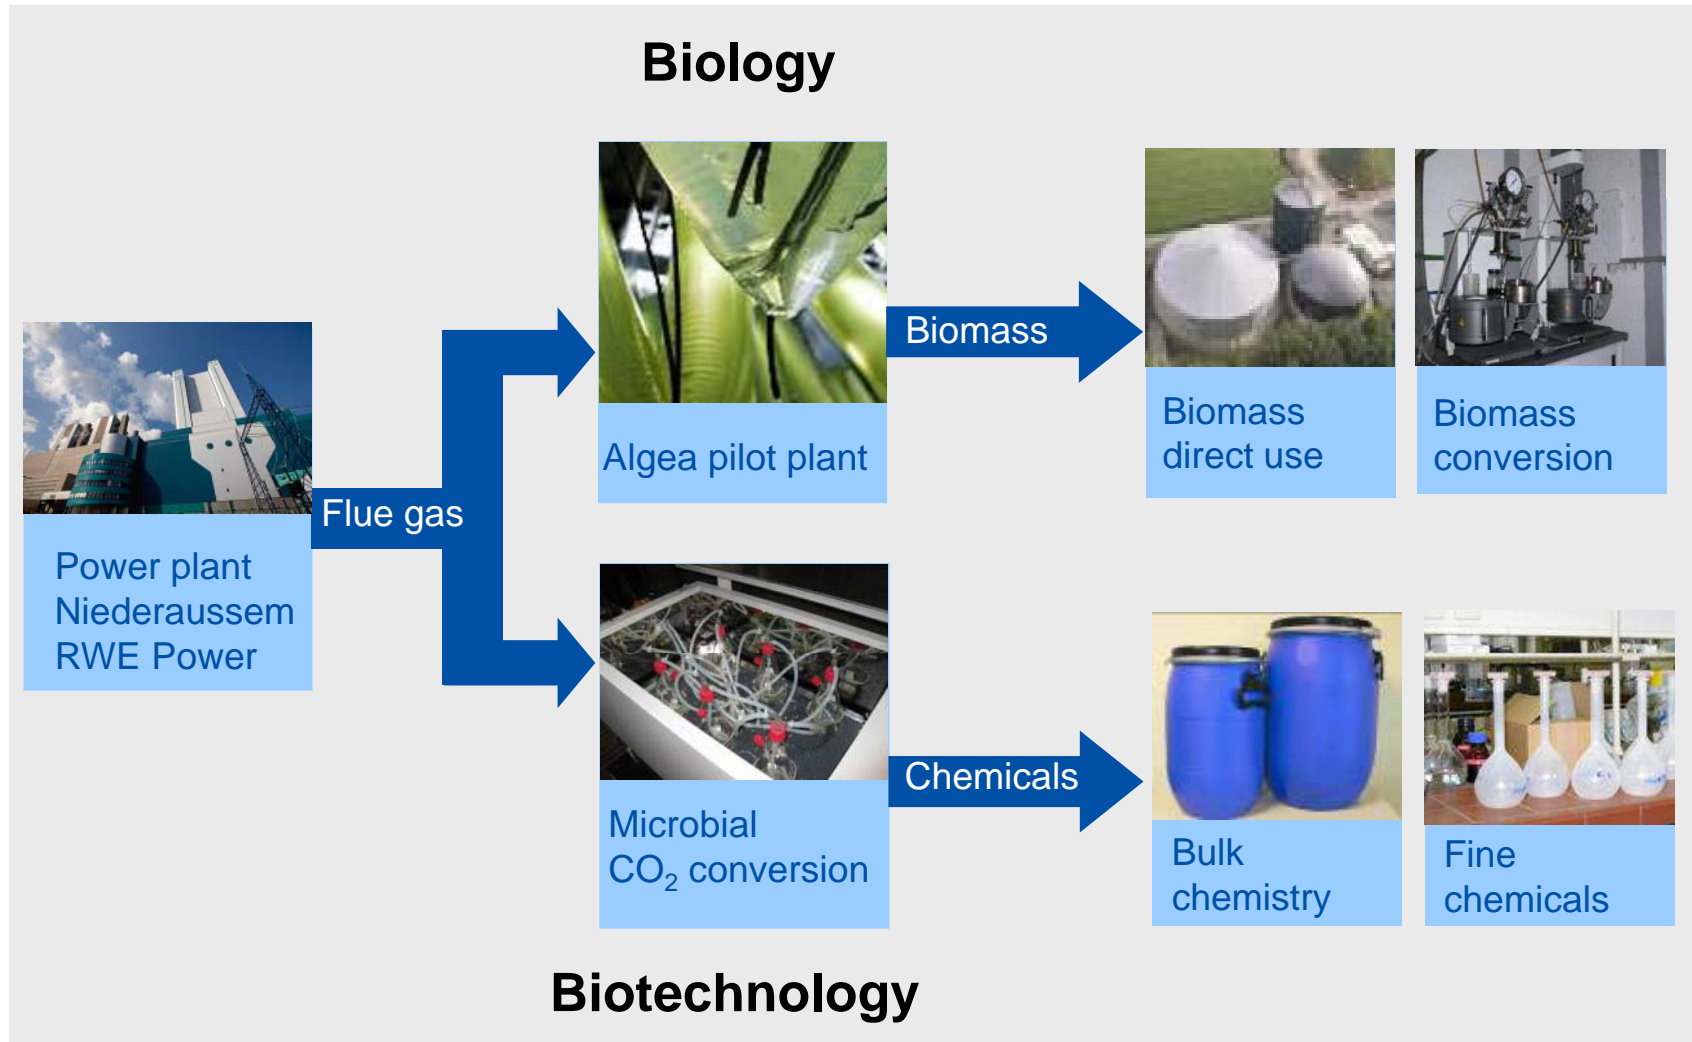 Biology
Power plant
Niederaussem
RWE Power
Flue gas
Algea pilot plant
Biomass
Biomass
direct use
Biomass
conversion
Microbial
CO₂ conversion
Chemicals
Bulk
chemistry
Fine
chemicals
Biotechnology